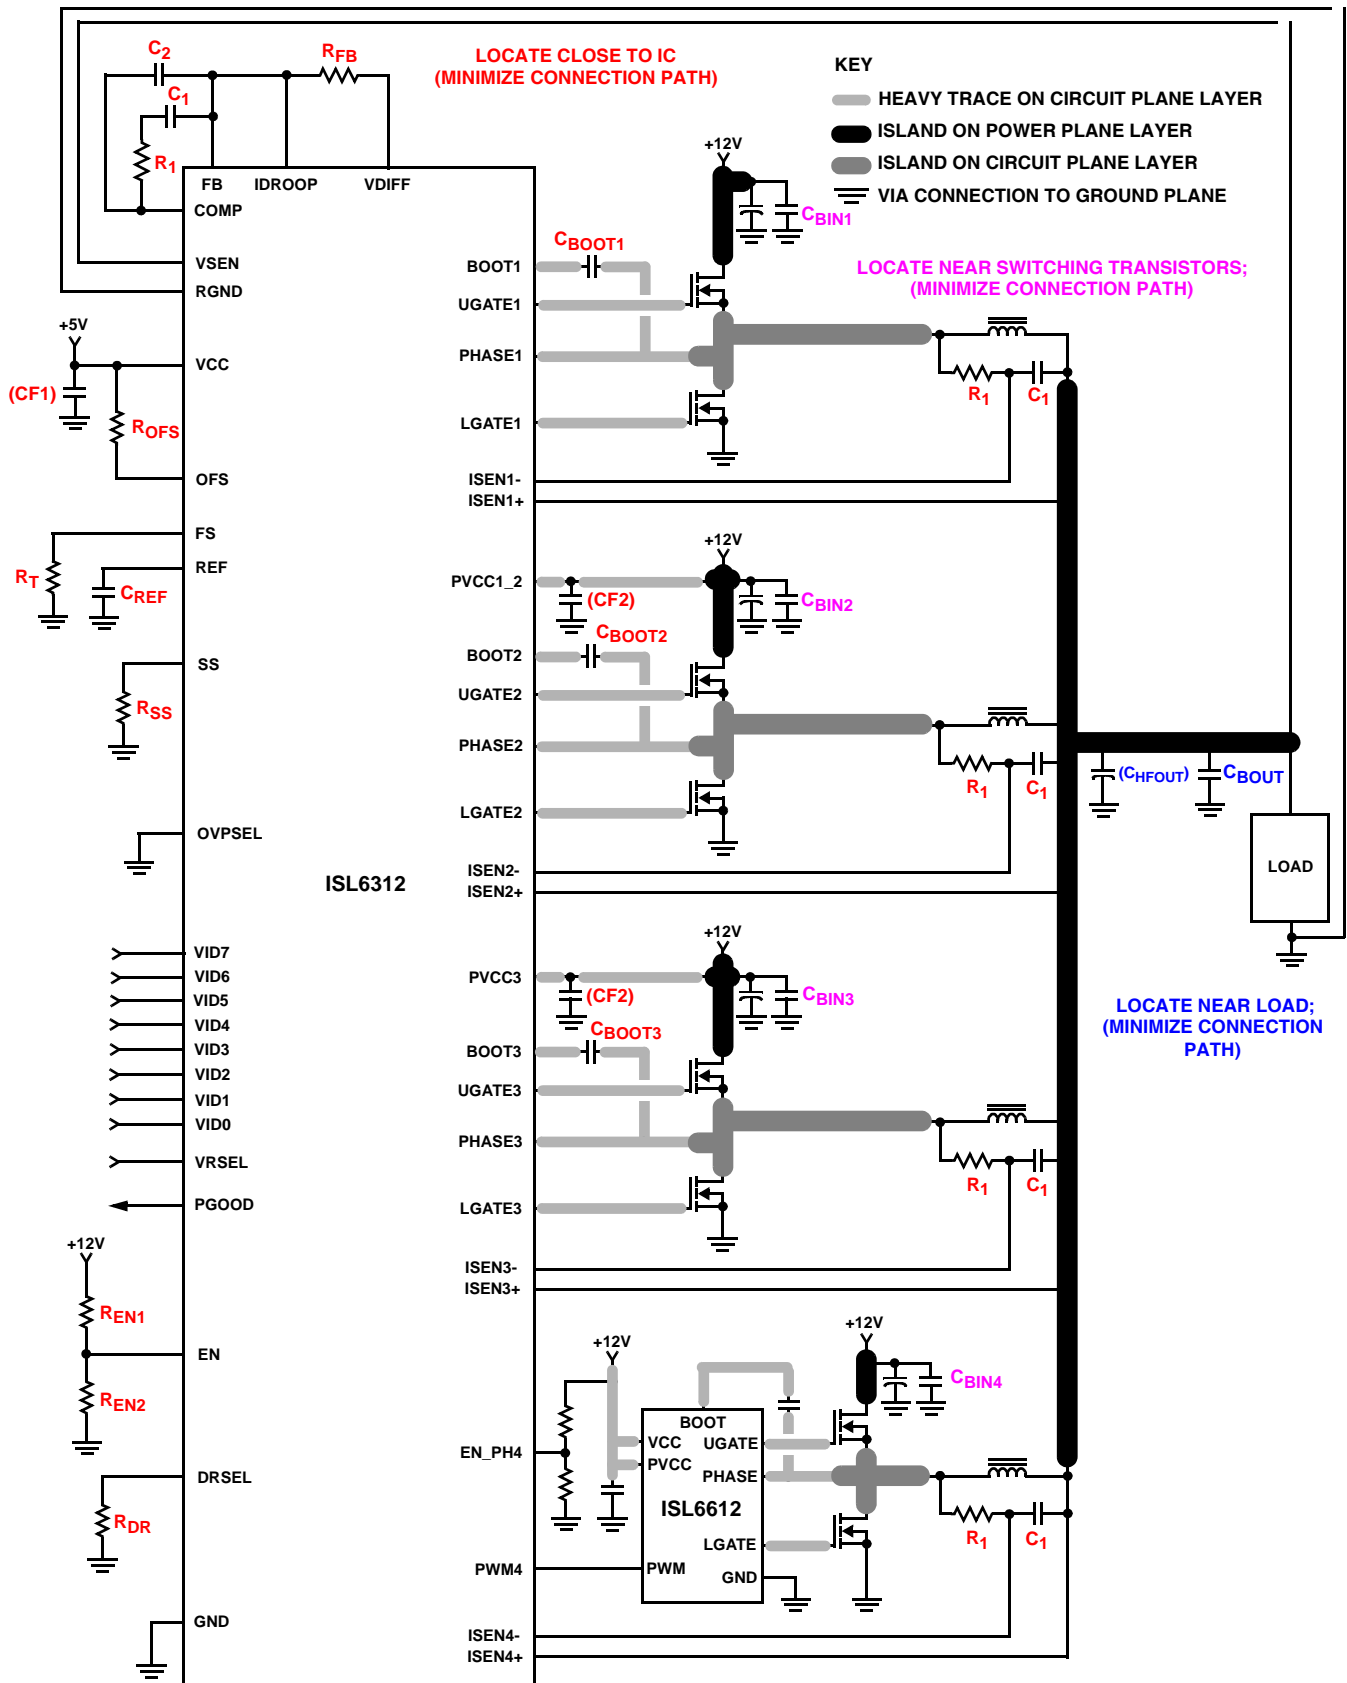 C2
RFB
C1
R1
LOCATE CLOSE TO IC
(MINIMIZE CONNECTION PATH)
KEY
HEAVY TRACE ON CIRCUIT PLANE LAYER
ISLAND ON POWER PLANE LAYER
ISLAND ON CIRCUIT PLANE LAYER
VIA CONNECTION TO GROUND PLANE
+12V
CBIN1
FB
IDROOP
VDIFF
COMP
VSEN
RGND
+5V
VCC
(CF1)
ROFS
OFS
FS
RT
REF
CREF
SS
RSS
OVPSEL
ISL6312
VID7
VID6
VID5
VID4
VID3
VID2
VID1
VID0
VRSEL
PGOOD
+12V
REN1
EN
REN2
DRSEL
RDR
GND
BOOT1
CBOOT1
UGATE1
PHASE1
LGATE1
ISEN1-
ISEN1+
LOCATE NEAR SWITCHING TRANSISTORS;
(MINIMIZE CONNECTION PATH)
R1
C1
+12V
PVCC1_2
(CF2)
CBIN2
BOOT2
CBOOT2
UGATE2
PHASE2
LGATE2
ISEN2-
ISEN2+
R1
C1
(CHFOUT)
CBOUT
LOAD
+12V
PVCC3
(CF2)
CBIN3
BOOT3
CBOOT3
UGATE3
PHASE3
LGATE3
ISEN3-
ISEN3+
R1
C1
LOCATE NEAR LOAD;
(MINIMIZE CONNECTION
PATH)
+12V
+12V
CBIN4
EN_PH4
BOOT
VCC
UGATE
PVCC
PHASE
ISL6612
LGATE
PWM
GND
PWM4
R1
C1
ISEN4-
ISEN4+